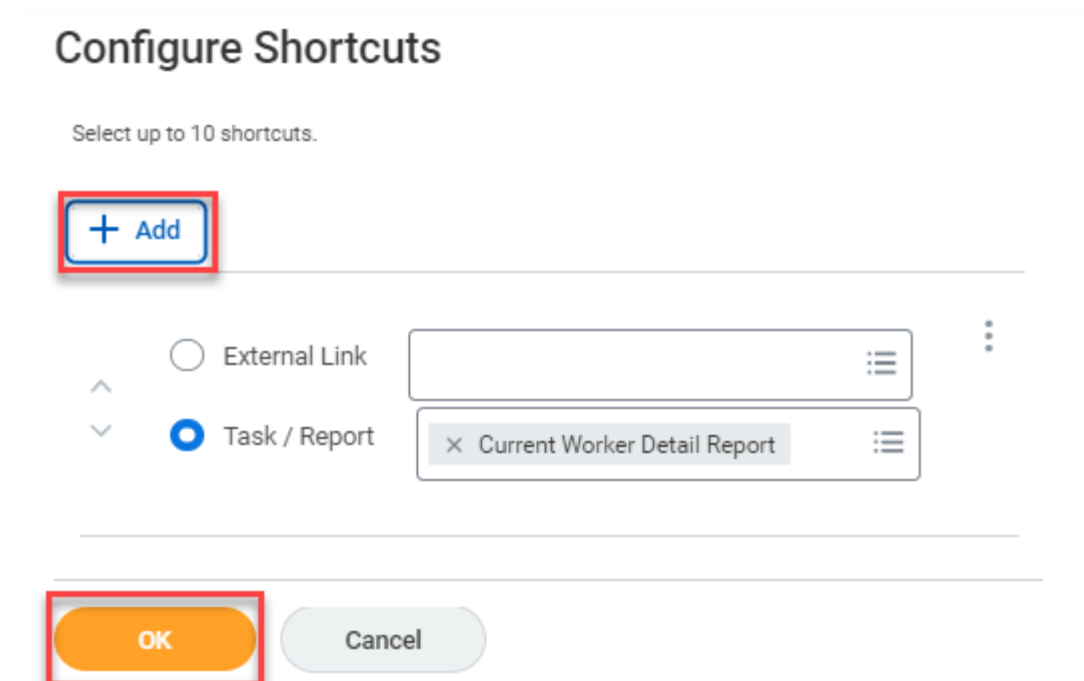 Configure Shortcuts
Select up to 10 shortcuts.
+ Add
External Link
Task / Report
× Current Worker Detail Report
OK
Cancel